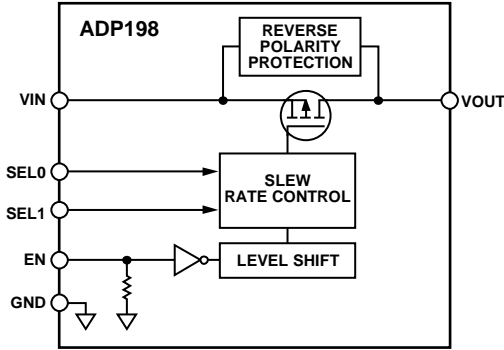 ADP198
REVERSE
POLARITY
PROTECTION
VIN
VOUT
SEL0
SLEW
RATE CONTROL
SEL1
EN
LEVEL SHIFT
GND